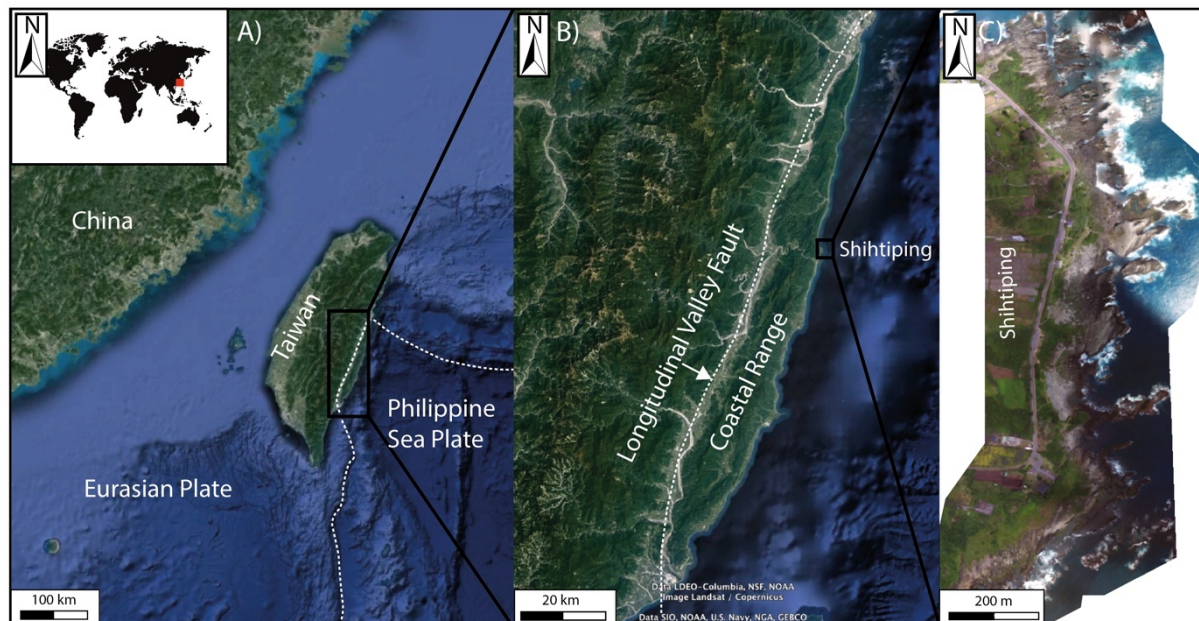 N
A)
China
Taiwan
Philippine
Sea Plate
Eurasian Plate
100 km
N
B)
Longitudinal Valley Fault
Coastal Range
Shihtiping
Data LDEO-Columbia, NSF, NOAA
Image Landsat / Copernicus
Data SIO, NOAA, U.S. Navy, NGA, GEBCO
20 km
N
C)
Shihtiping
200 m